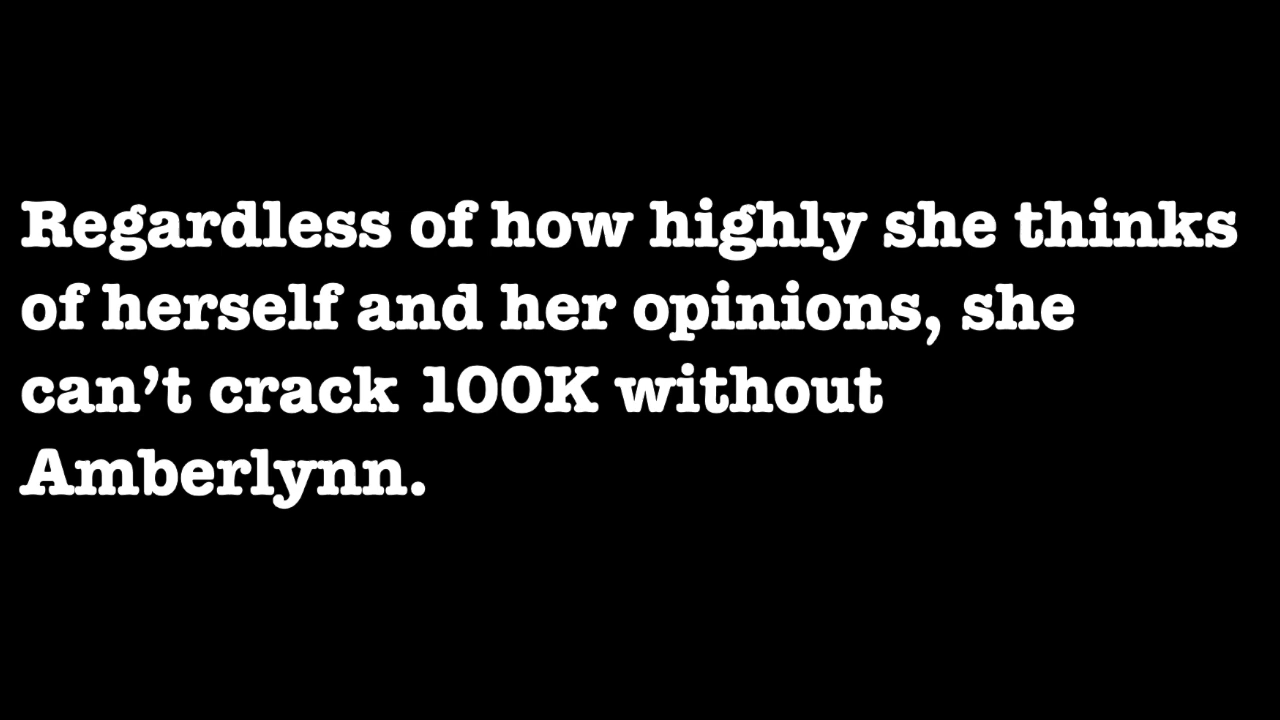 Regardless of how highly she thinks
of herself and her opinions, she
can’t crack 100K without
Amberlynn.